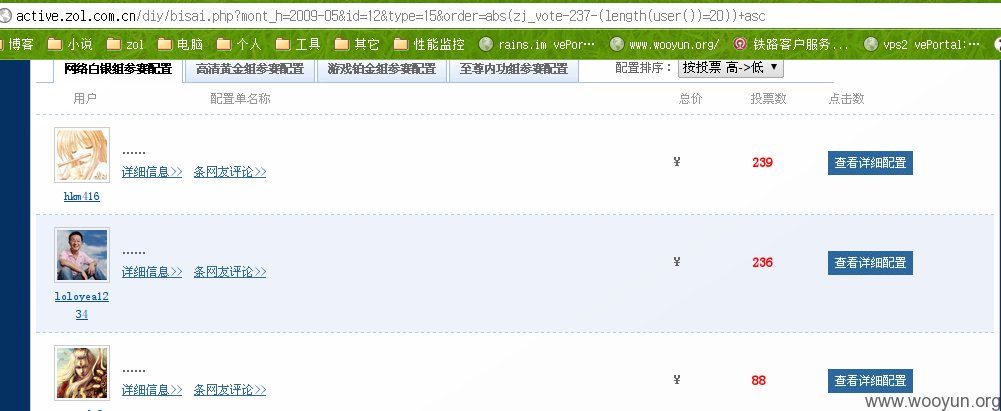 active.zol.com.cn/diy/bisai.php?mont_h=2009-05&id=12&type=15&order=abs(zj_vote-237-(length(user())=20))+asc
博客 小说 zol 电脑 个人 工具 其它 性能监控 rains.im vePor… www.wooyun.org/ 铁路客户服务... vps2 vePortal:…
网络白银组参赛配置 高清黄金组参赛配置 游戏铂金组参赛配置 至尊内功组参赛配置 配置排序： 按投票 高->低
用户 配置单名称 总价 投票数 点击数
......
详细信息>> 条网友评论>> ¥ 239 查看详细配置
hkm416
......
详细信息>> 条网友评论>> ¥ 236 查看详细配置
loloyea12
34
......
详细信息>> 条网友评论>> ¥ 88 查看详细配置
www.wooyun.org